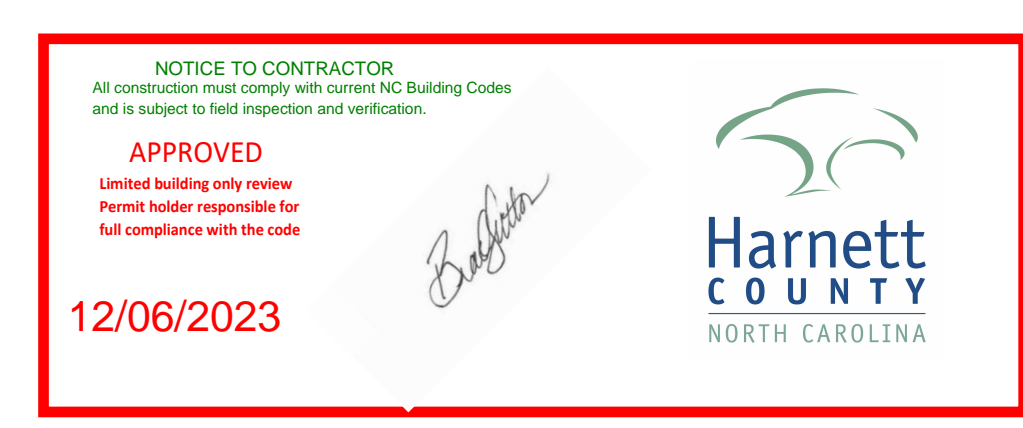 NOTICE TO CONTRACTOR
All construction must comply with current NC Building Codes
and is subject to field inspection and verification.
APPROVED
Limited building only review
Permit holder responsible for
full compliance with the code
12/06/2023
Brad Sutton
Harnett
COUNTY
NORTH CAROLINA